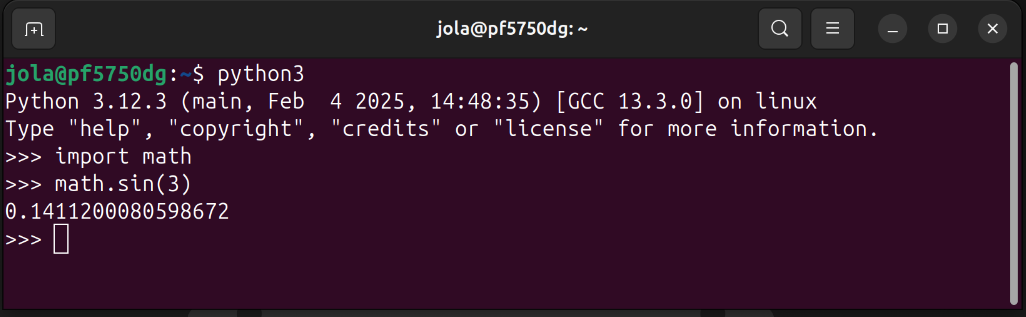 jola@pf5750dg: ~
jola@pf5750dg:~$ python3
Python 3.12.3 (main, Feb  4 2025, 14:48:35) [GCC 13.3.0] on linux
Type "help", "copyright", "credits" or "license" for more information.
>>> import math
>>> math.sin(3)
0.1411200080598672
>>>